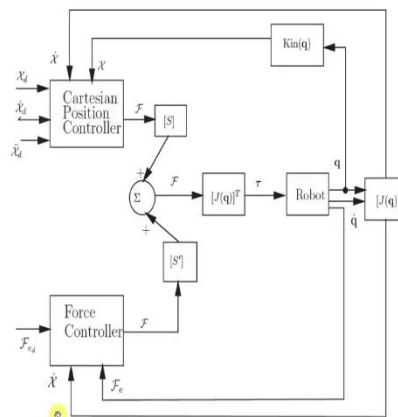 Ẋ
𝒳
Kin(q)
𝒳_d
Ẋ_d
Ẍ_d
Cartesian
Position
Controller
ℱ
[S]
q
+
Σ
ℱ
[J(q)]^T
τ
Robot
[J(q)]
q̇
+
[S']
Force
Controller
ℱ
ℱ_{e_d}
Ẋ
ℱ_e